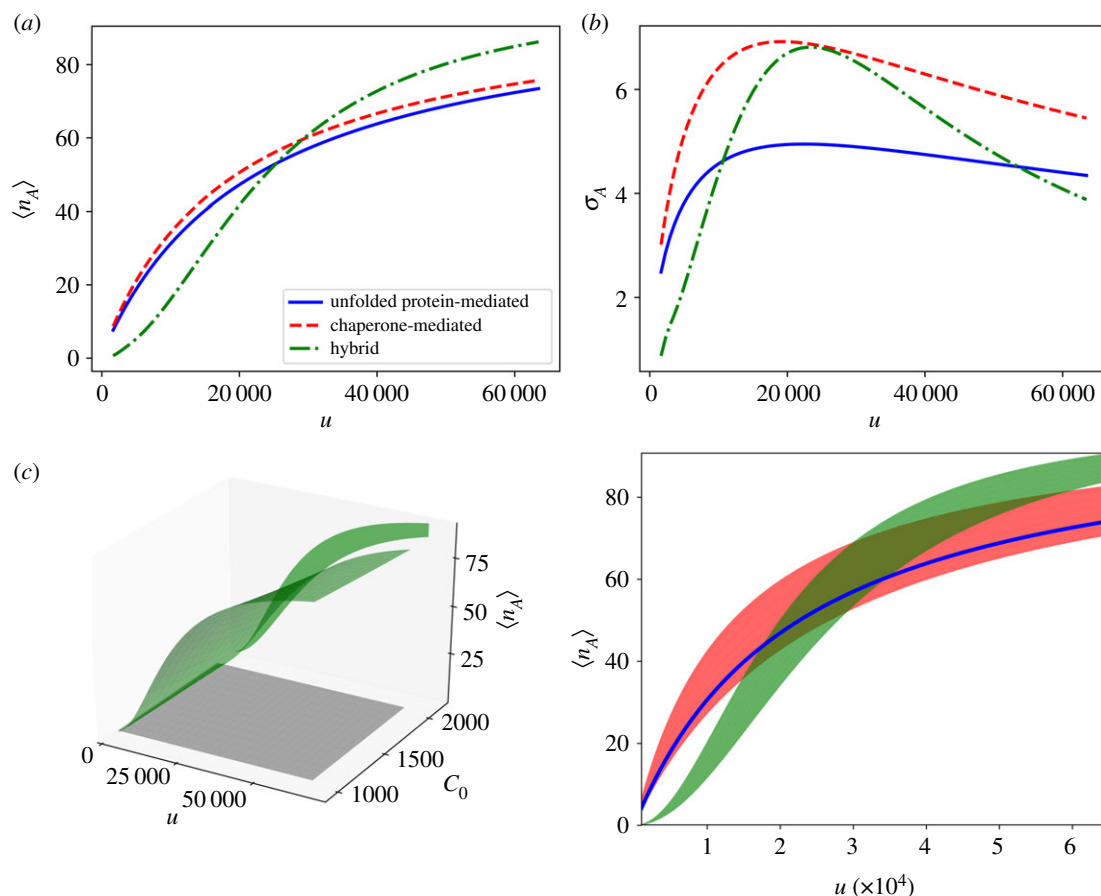 (a)
80
60
40
20
0
⟨n_A⟩
unfolded protein-mediated
chaperone-mediated
hybrid
0
20 000
40 000
60 000
u
(b)
6
4
2
σ_A
0
20 000
40 000
60 000
u
(c)
75
50
25
⟨n_A⟩
0
25 000
50 000
u
1000
1500
2000
C_0
80
60
40
20
0
⟨n_A⟩
1
2
3
4
5
6
u (×10⁴)